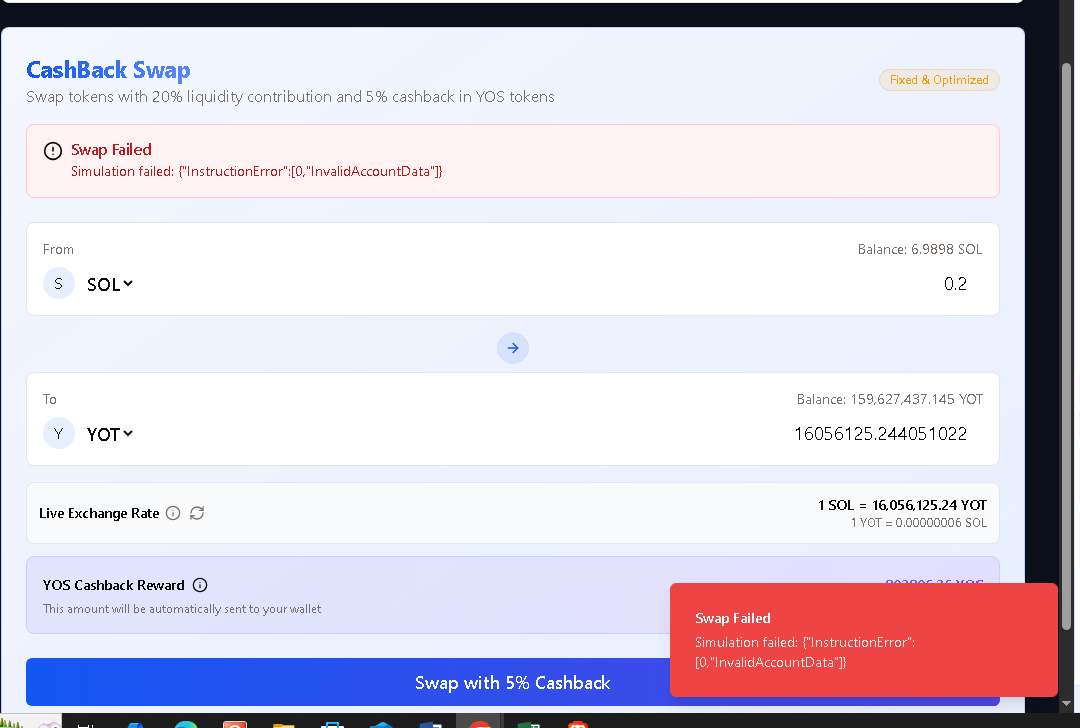 CashBack Swap
Swap tokens with 20% liquidity contribution and 5% cashback in YOS tokens
Fixed & Optimized
Swap Failed
Simulation failed: {"InstructionError":[0,"InvalidAccountData"]}
From
Balance: 6.9898 SOL
S
SOL
0.2
To
Balance: 159,627,437.145 YOT
Y
YOT
16056125.244051022
Live Exchange Rate
1 SOL = 16,056,125.24 YOT
1 YOT = 0.00000006 SOL
YOS Cashback Reward
This amount will be automatically sent to your wallet
Swap Failed
Simulation failed: {"InstructionError":
[0,"InvalidAccountData"]}
Swap with 5% Cashback